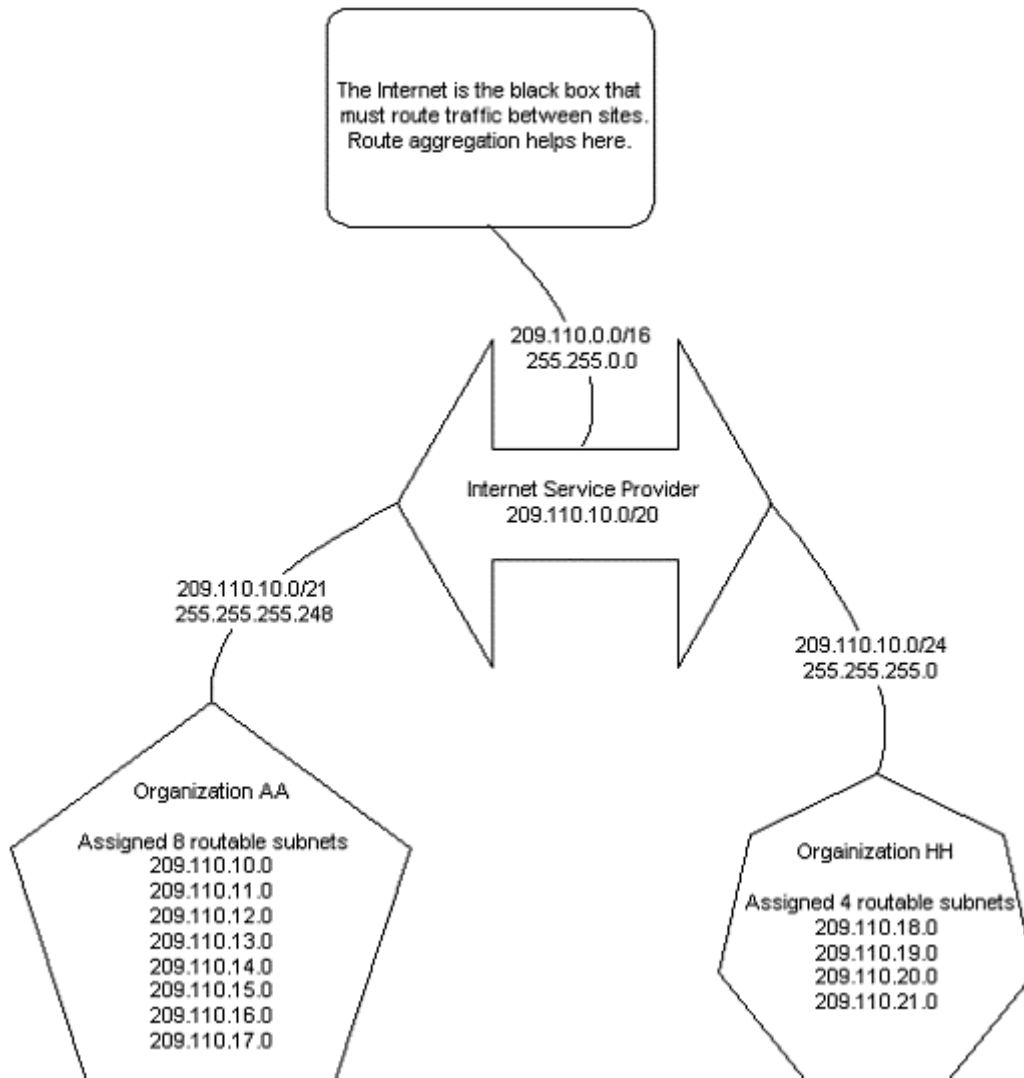 The Internet is the black box that
must route traffic between sites.
Route aggregation helps here.
209.110.0.0/16
255.255.0.0
Internet Service Provider
209.110.10.0/20
209.110.10.0/21
255.255.255.248
209.110.10.0/24
255.255.255.0
Organization AA
Assigned 8 routable subnets
209.110.10.0
209.110.11.0
209.110.12.0
209.110.13.0
209.110.14.0
209.110.15.0
209.110.16.0
209.110.17.0
Orgainization HH
Assigned 4 routable subnets
209.110.18.0
209.110.19.0
209.110.20.0
209.110.21.0